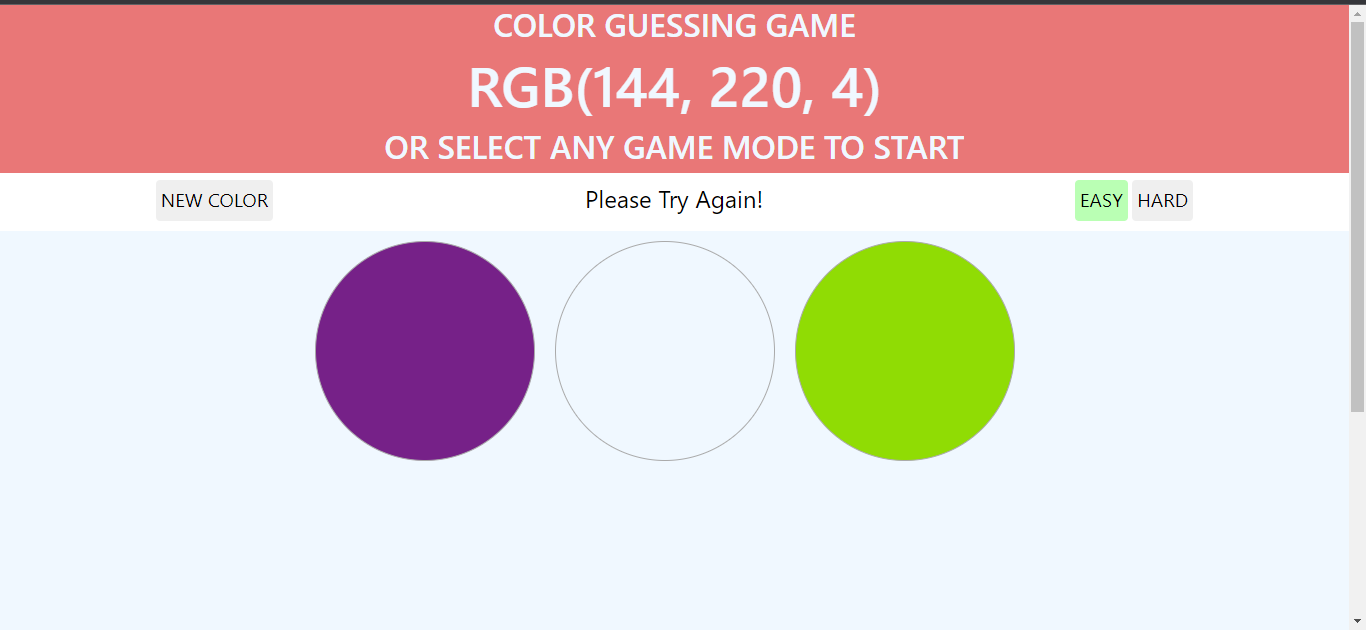 COLOR GUESSING GAME
RGB(144, 220, 4)
OR SELECT ANY GAME MODE TO START
NEW COLOR Please Try Again! EASY HARD